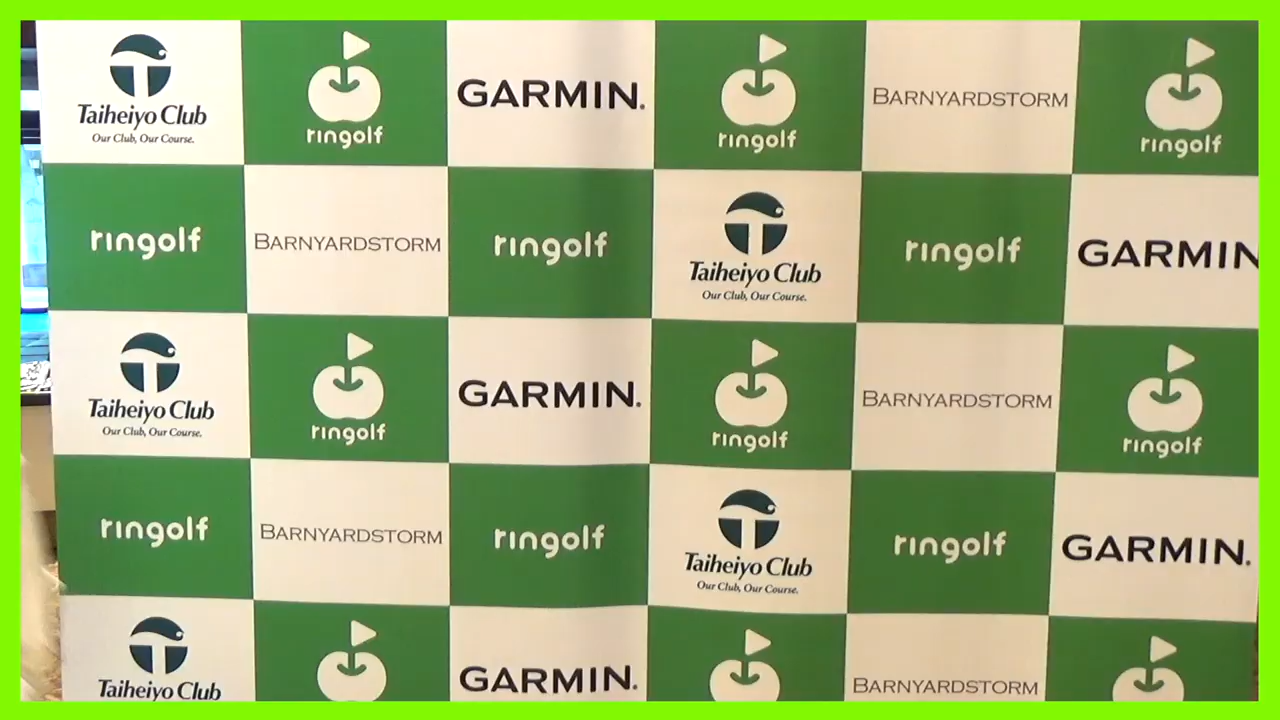 Taiheiyo Club
Our Club, Our Course.
ringolf
GARMIN.
ringolf
BARNYARDSTORM
ringolf
ringolf
BARNYARDSTORM
ringolf
Taiheiyo Club
Our Club, Our Course.
ringolf
GARMIN
Taiheiyo Club
Our Club, Our Course.
ringolf
GARMIN.
ringolf
BARNYARDSTORM
ringolf
ringolf
BARNYARDSTORM
ringolf
Taiheiyo Club
Our Club, Our Course.
ringolf
GARMIN.
Taiheiyo Club
GARMIN.
BARNYARDSTORM